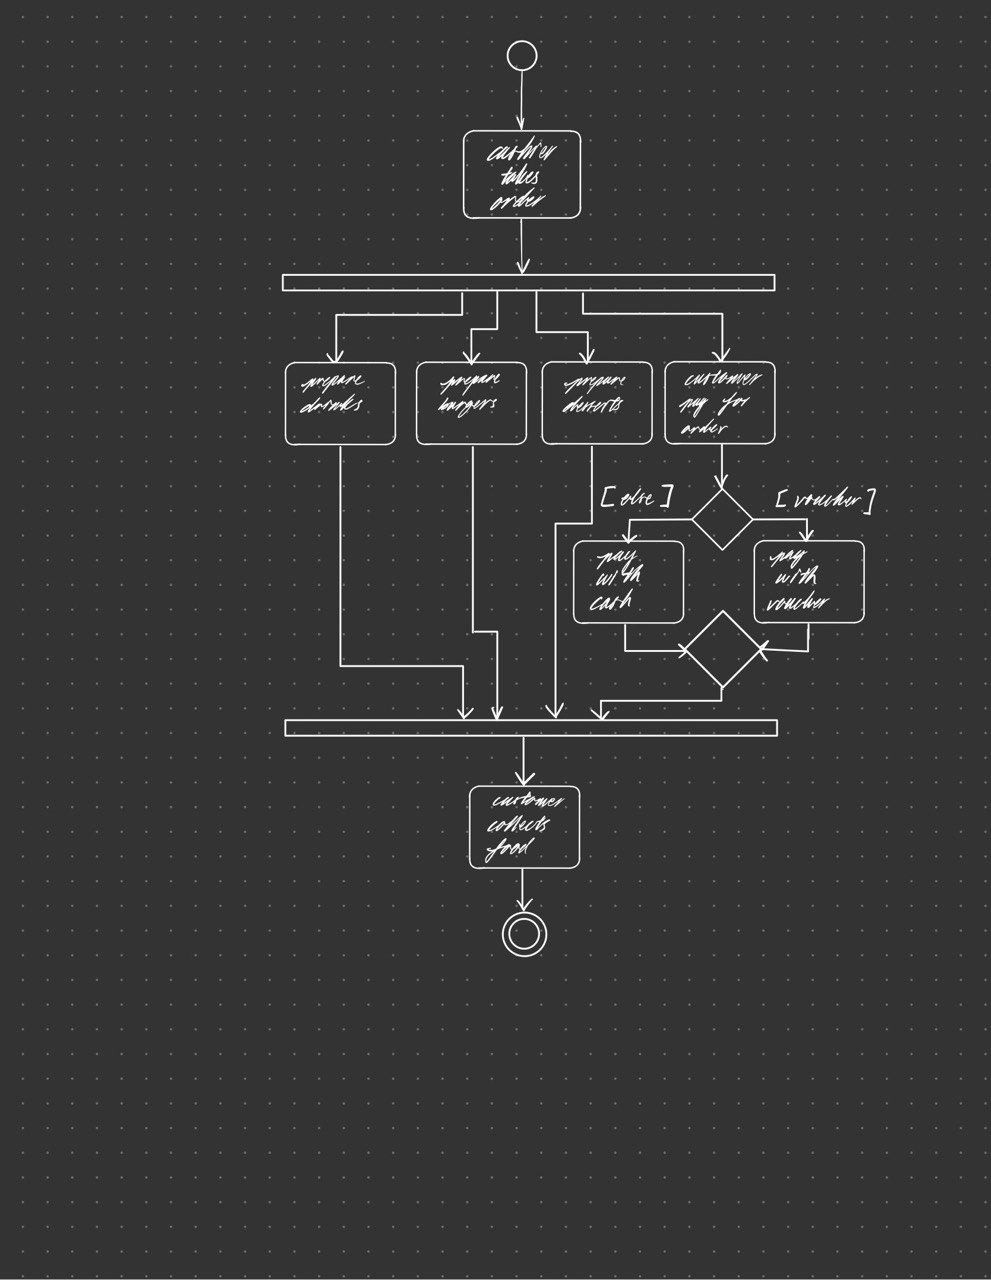 cashier
takes
order
prepare
drinks
prepare
burgers
prepare
desserts
customer
pay for
order
[else]
[voucher]
pay
with
cash
pay
with
voucher
customer
collects
food